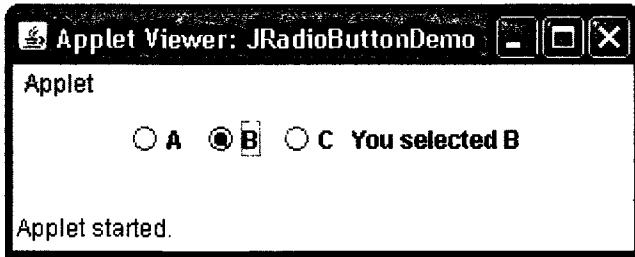 Applet Viewer: JRadioButtonDemo
Applet
A B C You selected B
Applet started.